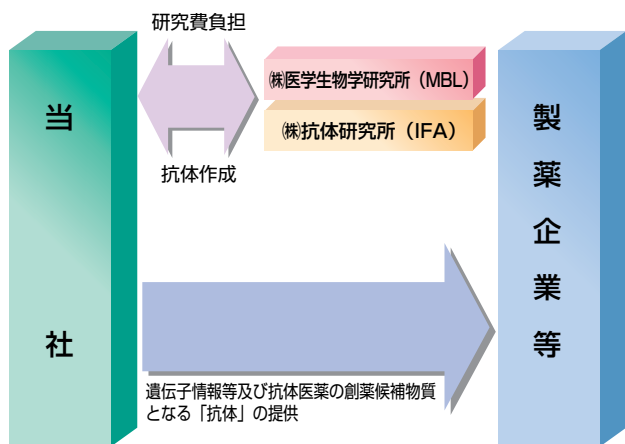 研究費負担
㈱医学生物学研究所（MBL）
㈱抗体研究所（IFA）
抗体作成
当社
製薬企業等
遺伝子情報等及び抗体医薬の創薬候補物質
となる「抗体」の提供